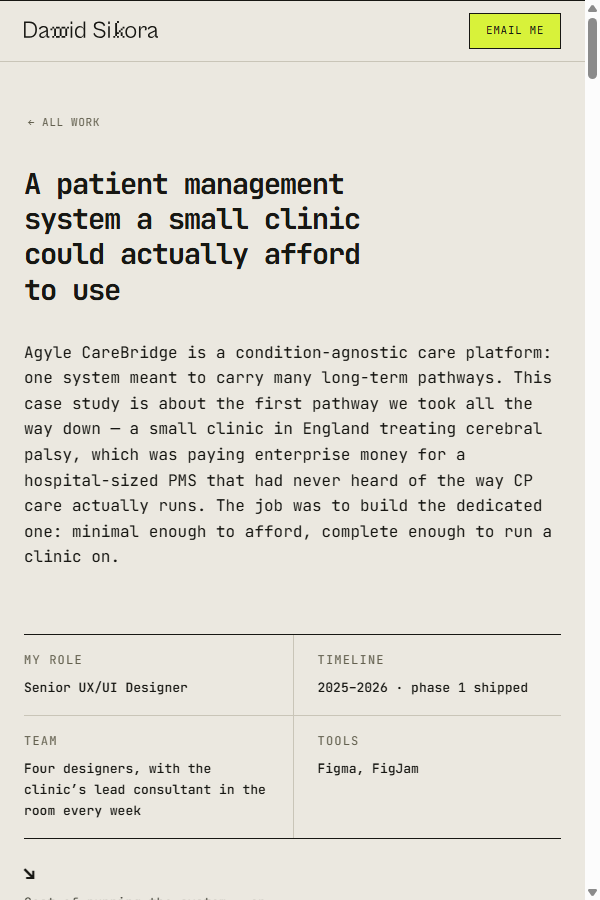 Dawid Sikora
EMAIL ME
← ALL WORK
A patient management
system a small clinic
could actually afford
to use
Agyle CareBridge is a condition-agnostic care platform:
one system meant to carry many long-term pathways. This
case study is about the first pathway we took all the
way down — a small clinic in England treating cerebral
palsy, which was paying enterprise money for a
hospital-sized PMS that had never heard of the way CP
care actually runs. The job was to build the dedicated
one: minimal enough to afford, complete enough to run a
clinic on.
MY ROLE
Senior UX/UI Designer
TIMELINE
2025–2026 · phase 1 shipped
TEAM
Four designers, with the
clinic’s lead consultant in the
room every week
TOOLS
Figma, FigJam